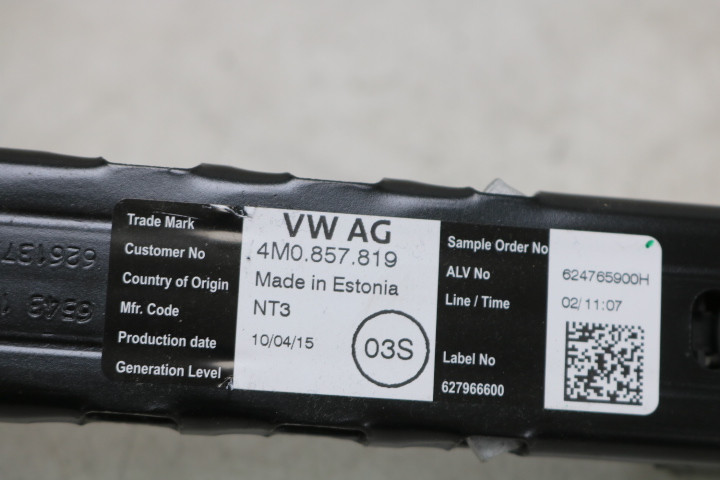 Trade Mark VW AG
Customer No 4M0.857.819
Country of Origin Made in Estonia
Mfr. Code NT3
Production date 10/04/15
Generation Level
03S
Sample Order No
ALV No 624765900H
Line / Time 02/11:07
Label No
627966600